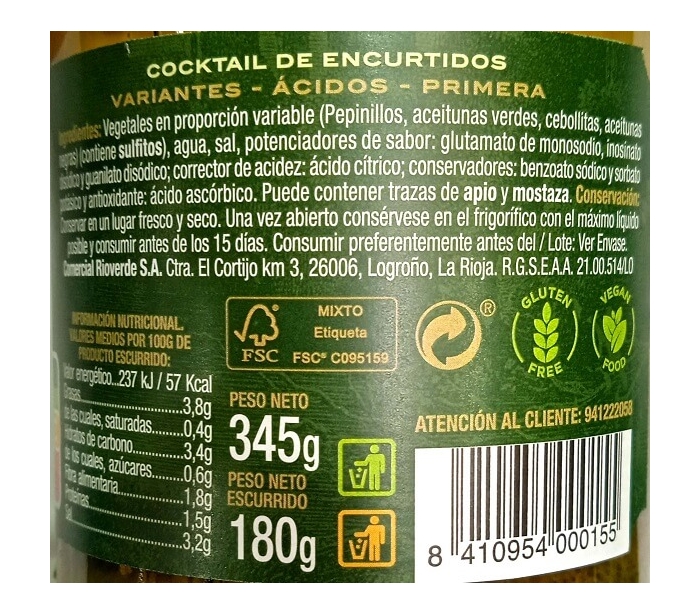 COCKTAIL DE ENCURTIDOS
VARIANTES - ÁCIDOS - PRIMERA
Ingredientes: Vegetales en proporción variable (Pepinillos, aceitunas verdes, cebollitas, aceitunas
negras) (contiene sulfitos), agua, sal, potenciadores de sabor: glutamato de monosodio, inosinato
disódico y guanilato disódico; corrector de acidez: ácido cítrico; conservadores: benzoato sódico y sorbato
potásico y antioxidante: ácido ascórbico. Puede contener trazas de apio y mostaza. Conservación:
Conservar en un lugar fresco y seco. Una vez abierto consérvese en el frigorífico con el máximo líquido
posible y consumir antes de los 15 días. Consumir preferentemente antes del / Lote: Ver Envase.
Comercial Rioverde S.A. Ctra. El Cortijo km 3, 26006, Logroño, La Rioja. R.G.S.E.A.A. 21.00.514/LO
INFORMACIÓN NUTRICIONAL.
VALORES MEDIOS POR 100G DE
PRODUCTO ESCURRIDO:
Valor energético...237 kJ / 57 Kcal
Grasas...3,8g
de las cuales, saturadas...0,4g
Hidratos de carbono...3,4g
de los cuales, azúcares...0,6g
Fibra alimentaria...1,8g
Proteínas...1,5g
Sal...3,2g
FSC
MIXTO
Etiqueta
FSC® C095159
®
GLUTEN
FREE
VEGAN
FOOD
PESO NETO
345g
PESO NETO
ESCURRIDO
180g
ATENCIÓN AL CLIENTE: 941222058
8 410954 000155